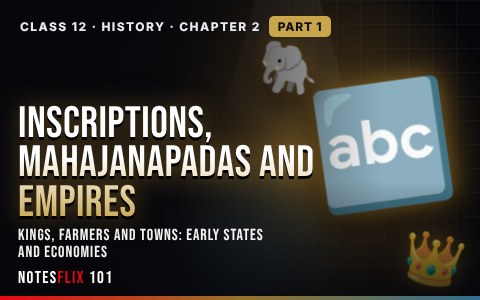 CLASS 12 · HISTORY · CHAPTER 2 PART 1
INSCRIPTIONS,
MAHAJANAPADAS AND
EMPIRES
abc
KINGS, FARMERS AND TOWNS: EARLY STATES
AND ECONOMIES
NOTESFLIX 101